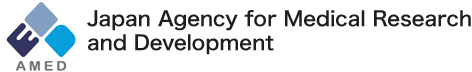 Japan Agency for Medical Research
and Development
AMED